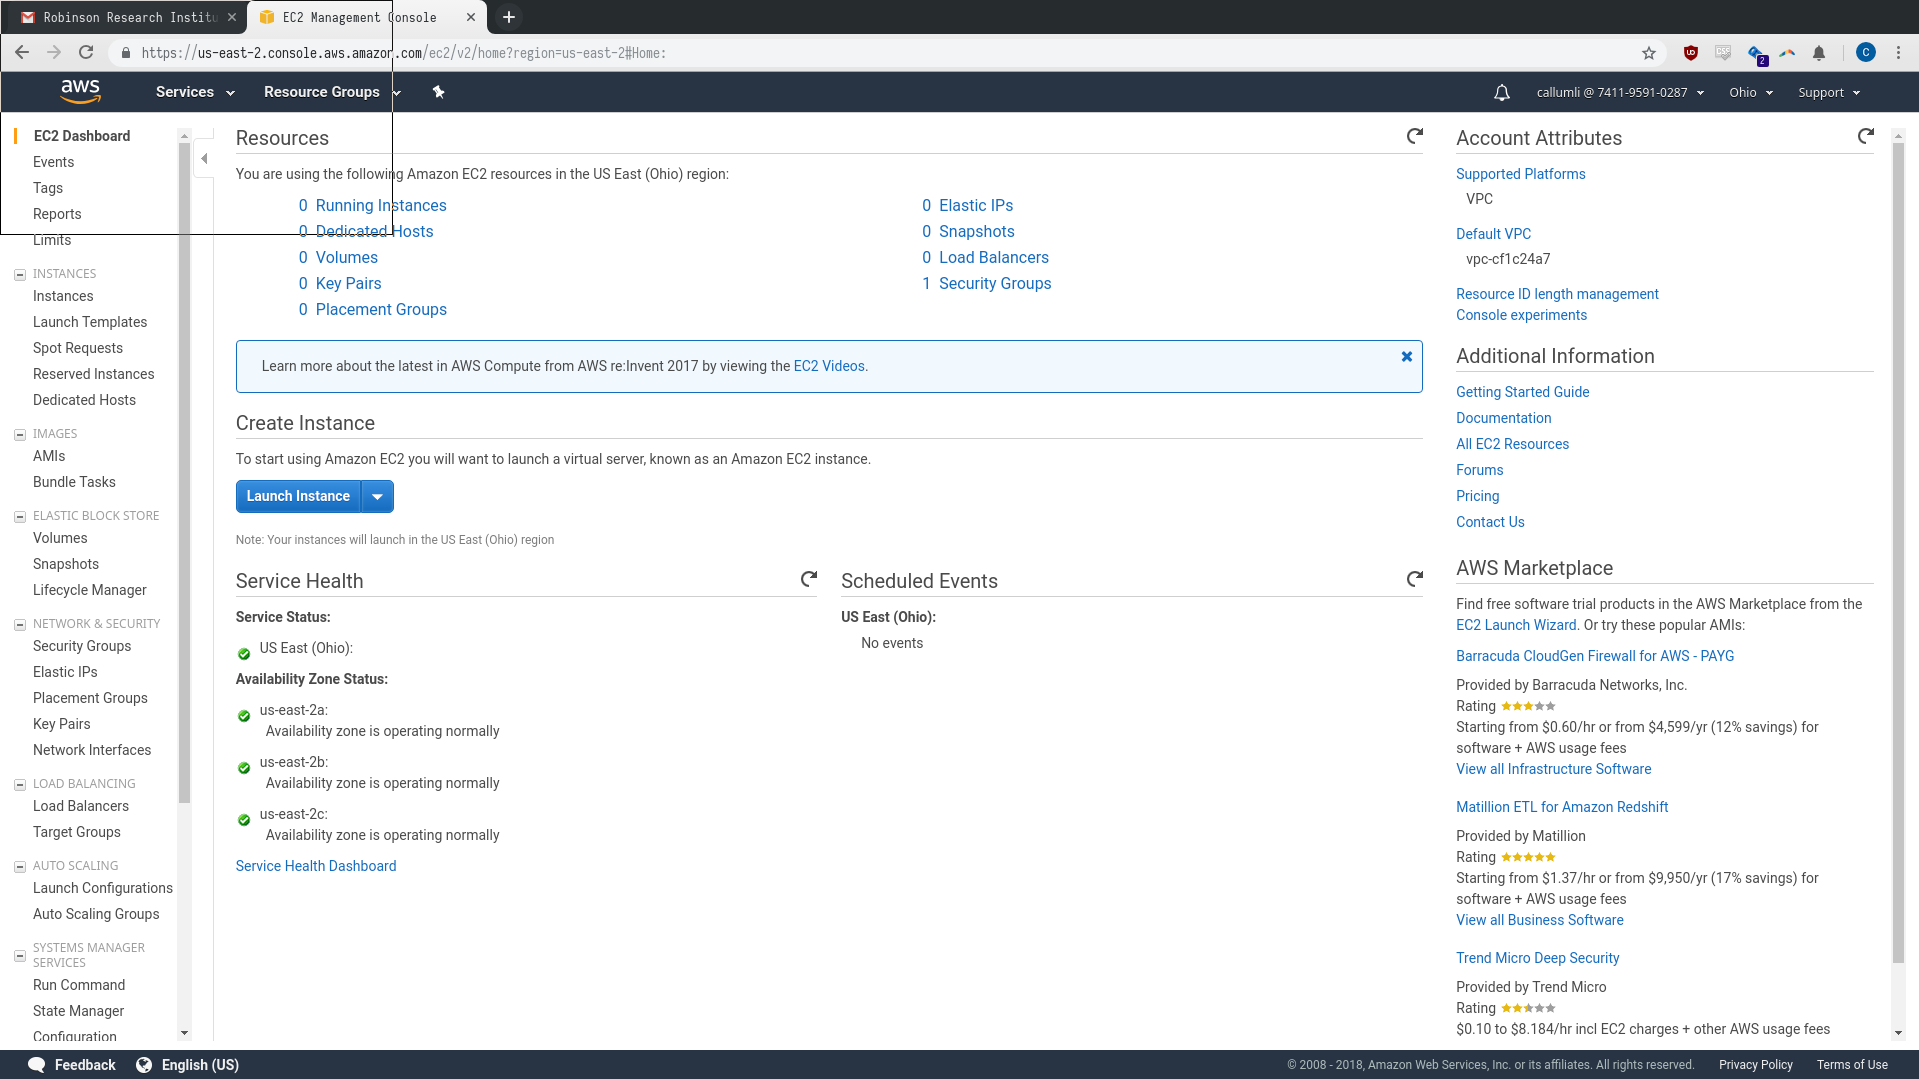 Robinson Research Institu
EC2 Management Console
https://us-east-2.console.aws.amazon.com/ec2/v2/home?region=us-east-2#Home:
2
C
aws
Services
Resource Groups
callumli @ 7411-9591-0287
Ohio
Support
EC2 Dashboard
Events
Tags
Reports
Limits
INSTANCES
Instances
Launch Templates
Spot Requests
Reserved Instances
Dedicated Hosts
IMAGES
AMIs
Bundle Tasks
ELASTIC BLOCK STORE
Volumes
Snapshots
Lifecycle Manager
NETWORK & SECURITY
Security Groups
Elastic IPs
Placement Groups
Key Pairs
Network Interfaces
LOAD BALANCING
Load Balancers
Target Groups
AUTO SCALING
Launch Configurations
Auto Scaling Groups
SYSTEMS MANAGER
SERVICES
Run Command
State Manager
Configuration
Resources
You are using the following Amazon EC2 resources in the US East (Ohio) region:
0 Running Instances
0 Dedicated Hosts
0 Volumes
0 Key Pairs
0 Placement Groups
0 Elastic IPs
0 Snapshots
0 Load Balancers
1 Security Groups
Learn more about the latest in AWS Compute from AWS re:Invent 2017 by viewing the EC2 Videos.
Create Instance
To start using Amazon EC2 you will want to launch a virtual server, known as an Amazon EC2 instance.
Launch Instance
Note: Your instances will launch in the US East (Ohio) region
Service Health
Service Status:
US East (Ohio):
Availability Zone Status:
us-east-2a:
Availability zone is operating normally
us-east-2b:
Availability zone is operating normally
us-east-2c:
Availability zone is operating normally
Service Health Dashboard
Scheduled Events
US East (Ohio):
No events
Account Attributes
Supported Platforms
VPC
Default VPC
vpc-cf1c24a7
Resource ID length management
Console experiments
Additional Information
Getting Started Guide
Documentation
All EC2 Resources
Forums
Pricing
Contact Us
AWS Marketplace
Find free software trial products in the AWS Marketplace from the
EC2 Launch Wizard. Or try these popular AMIs:
Barracuda CloudGen Firewall for AWS - PAYG
Provided by Barracuda Networks, Inc.
Rating
Starting from $0.60/hr or from $4,599/yr (12% savings) for
software + AWS usage fees
View all Infrastructure Software
Matillion ETL for Amazon Redshift
Provided by Matillion
Rating
Starting from $1.37/hr or from $9,950/yr (17% savings) for
software + AWS usage fees
View all Business Software
Trend Micro Deep Security
Provided by Trend Micro
Rating
$0.10 to $8.184/hr incl EC2 charges + other AWS usage fees
Feedback
English (US)
© 2008 - 2018, Amazon Web Services, Inc. or its affiliates. All rights reserved.
Privacy Policy
Terms of Use